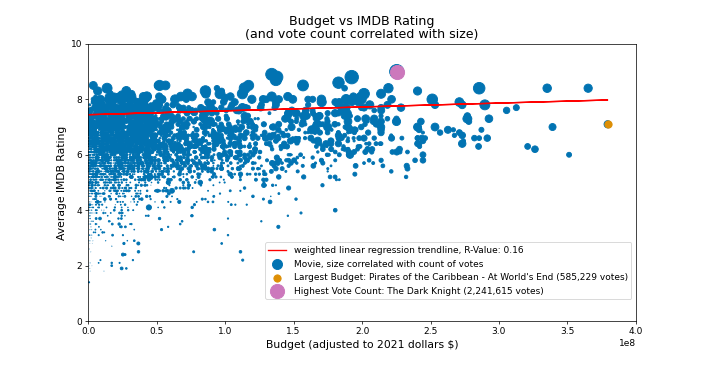 Budget vs IMDB Rating
(and vote count correlated with size)
10
8
6
4
2
0
Average IMDB Rating
weighted linear regression trendline, R-Value: 0.16
Movie, size correlated with count of votes
Largest Budget: Pirates of the Caribbean - At World's End (585,229 votes)
Highest Vote Count: The Dark Knight (2,241,615 votes)
0.0 0.5 1.0 1.5 2.0 2.5 3.0 3.5 4.0
1e8
Budget (adjusted to 2021 dollars $)